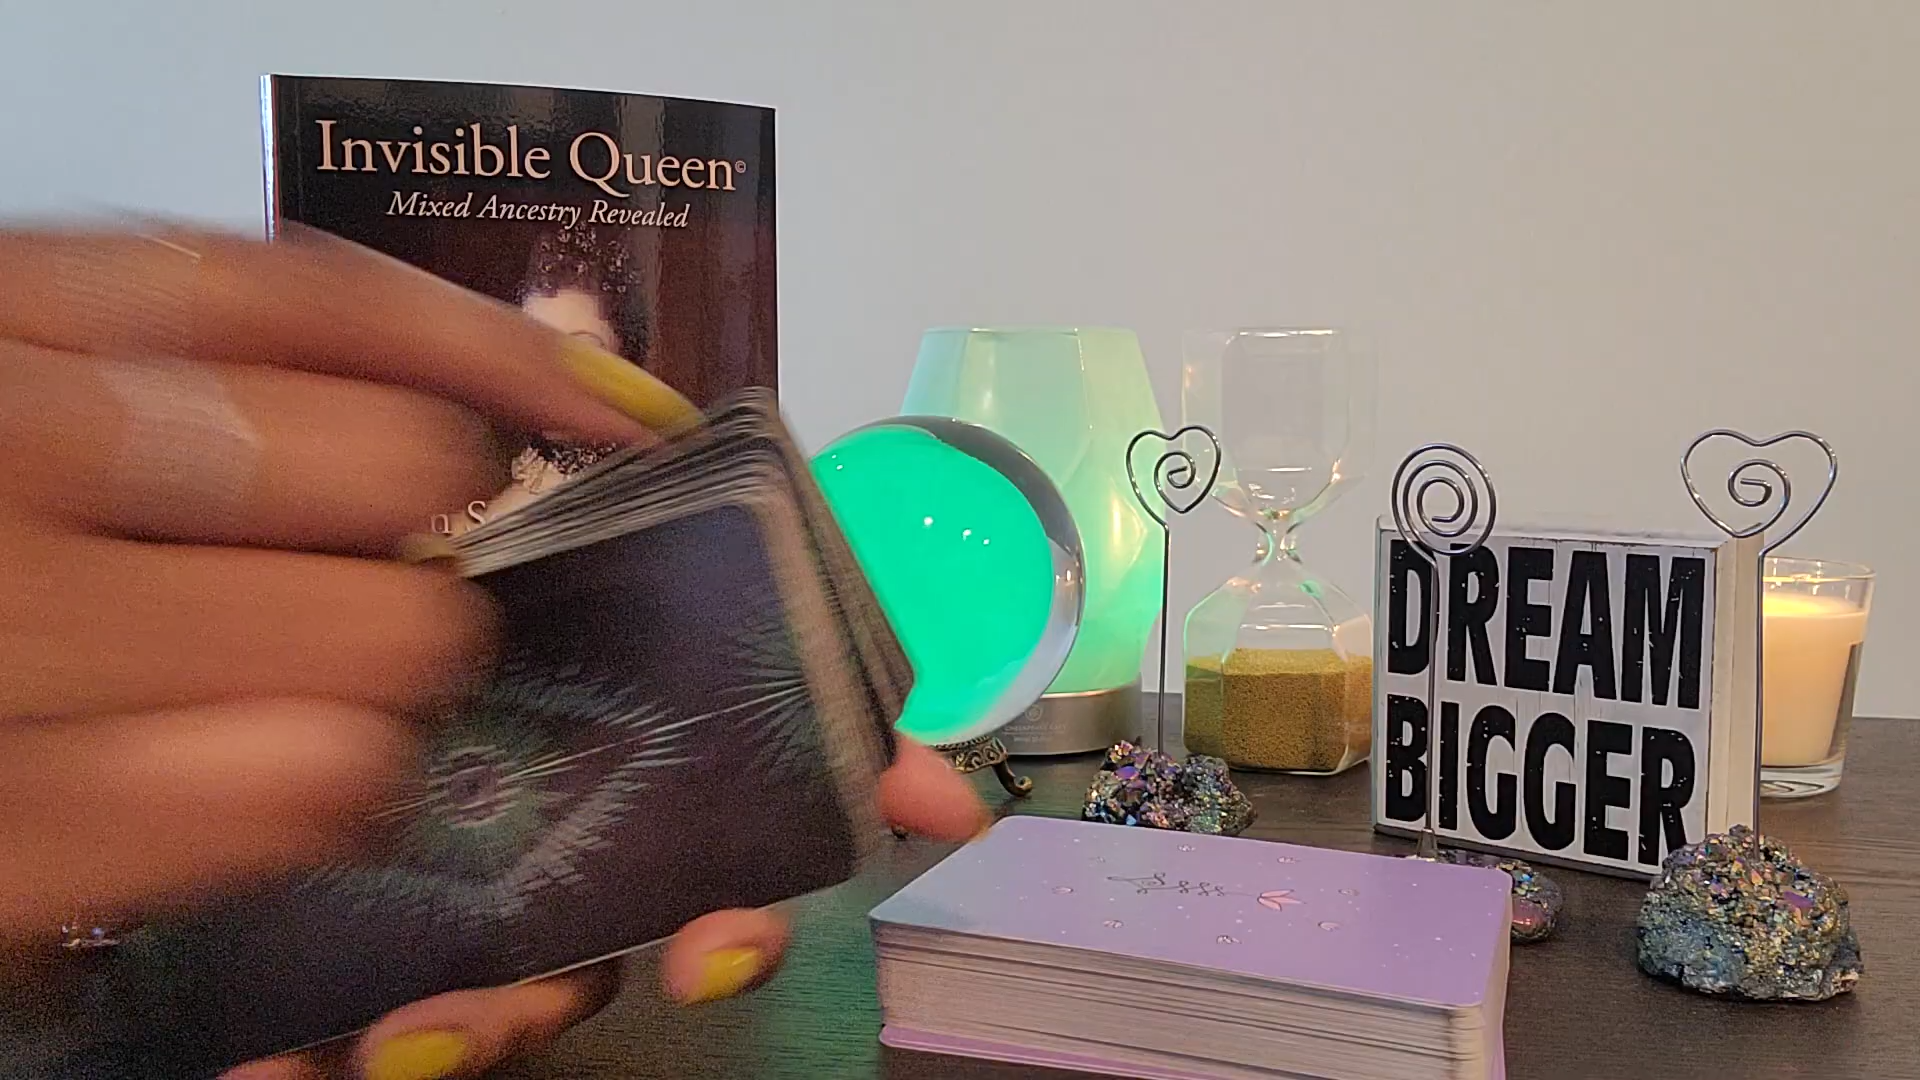 Invisible Queen©
Mixed Ancestry Revealed
n S
DREAM
BIGGER